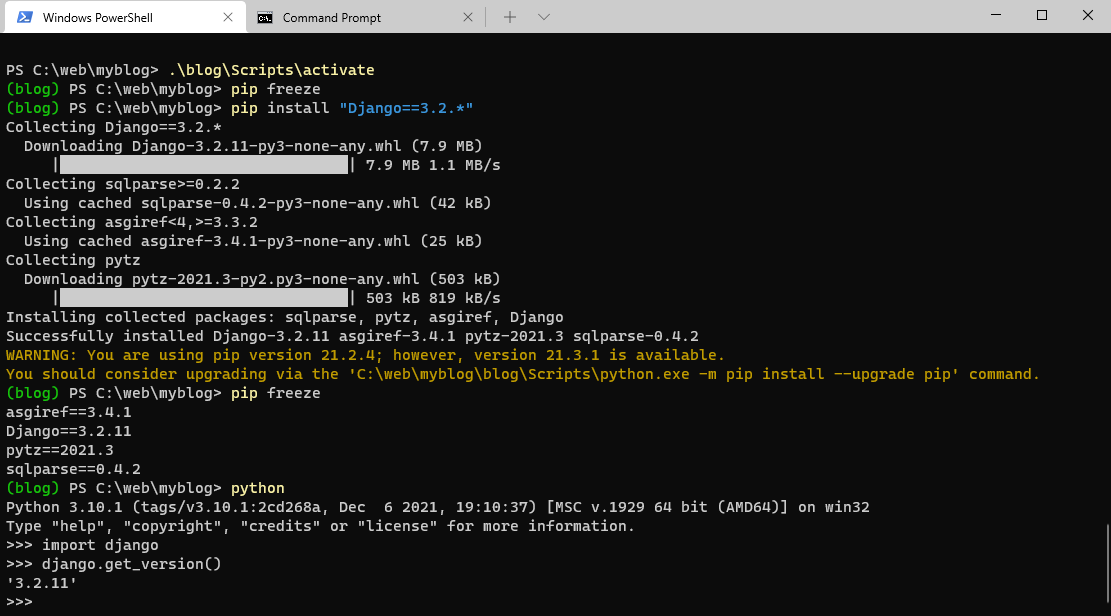 Windows PowerShell
Command Prompt
PS C:\web\myblog> .\blog\Scripts\activate
(blog) PS C:\web\myblog> pip freeze
(blog) PS C:\web\myblog> pip install "Django==3.2.*"
Collecting Django==3.2.*
  Downloading Django-3.2.11-py3-none-any.whl (7.9 MB)
     |████████████████████████████████| 7.9 MB 1.1 MB/s
Collecting sqlparse>=0.2.2
  Using cached sqlparse-0.4.2-py3-none-any.whl (42 kB)
Collecting asgiref<4,>=3.3.2
  Using cached asgiref-3.4.1-py3-none-any.whl (25 kB)
Collecting pytz
  Downloading pytz-2021.3-py2.py3-none-any.whl (503 kB)
     |████████████████████████████████| 503 kB 819 kB/s
Installing collected packages: sqlparse, pytz, asgiref, Django
Successfully installed Django-3.2.11 asgiref-3.4.1 pytz-2021.3 sqlparse-0.4.2
WARNING: You are using pip version 21.2.4; however, version 21.3.1 is available.
You should consider upgrading via the 'C:\web\myblog\blog\Scripts\python.exe -m pip install --upgrade pip' command.
(blog) PS C:\web\myblog> pip freeze
asgiref==3.4.1
Django==3.2.11
pytz==2021.3
sqlparse==0.4.2
(blog) PS C:\web\myblog> python
Python 3.10.1 (tags/v3.10.1:2cd268a, Dec  6 2021, 19:10:37) [MSC v.1929 64 bit (AMD64)] on win32
Type "help", "copyright", "credits" or "license" for more information.
>>> import django
>>> django.get_version()
'3.2.11'
>>>